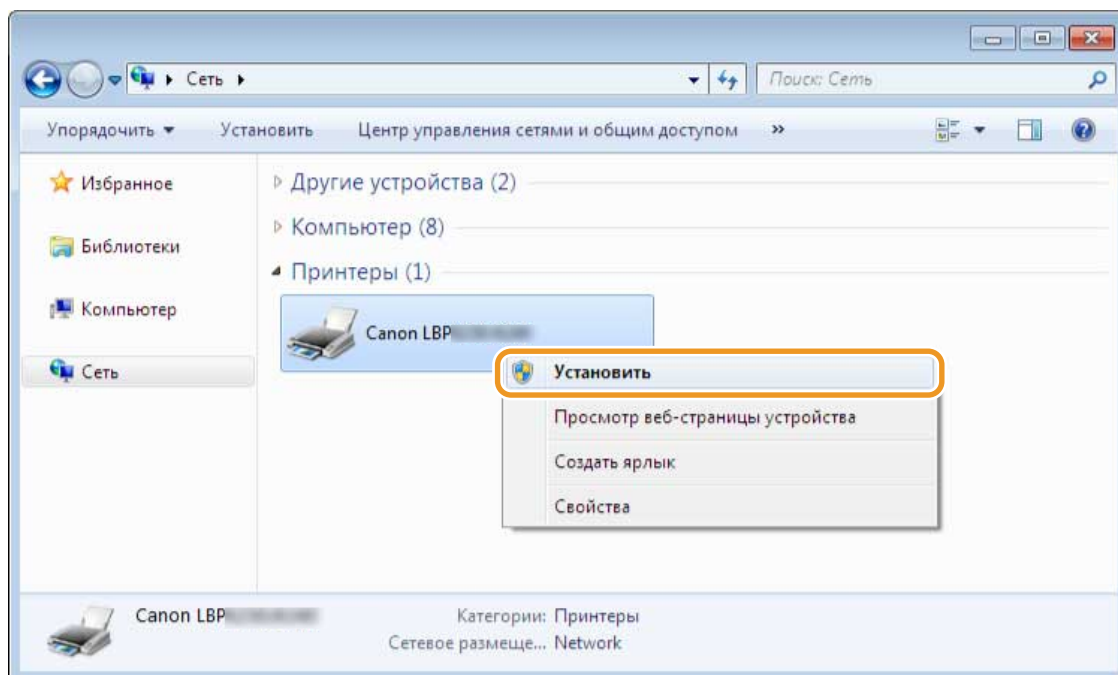 Сеть
Поиск: Сеть
Упорядочить Установить Центр управления сетями и общим доступом »
Избранное
Библиотеки
Компьютер
Сеть
Другие устройства (2)
Компьютер (8)
Принтеры (1)
Canon LBP
Установить
Просмотр веб-страницы устройства
Создать ярлык
Свойства
Canon LBP Категории: Принтеры
Сетевое размеще... Network